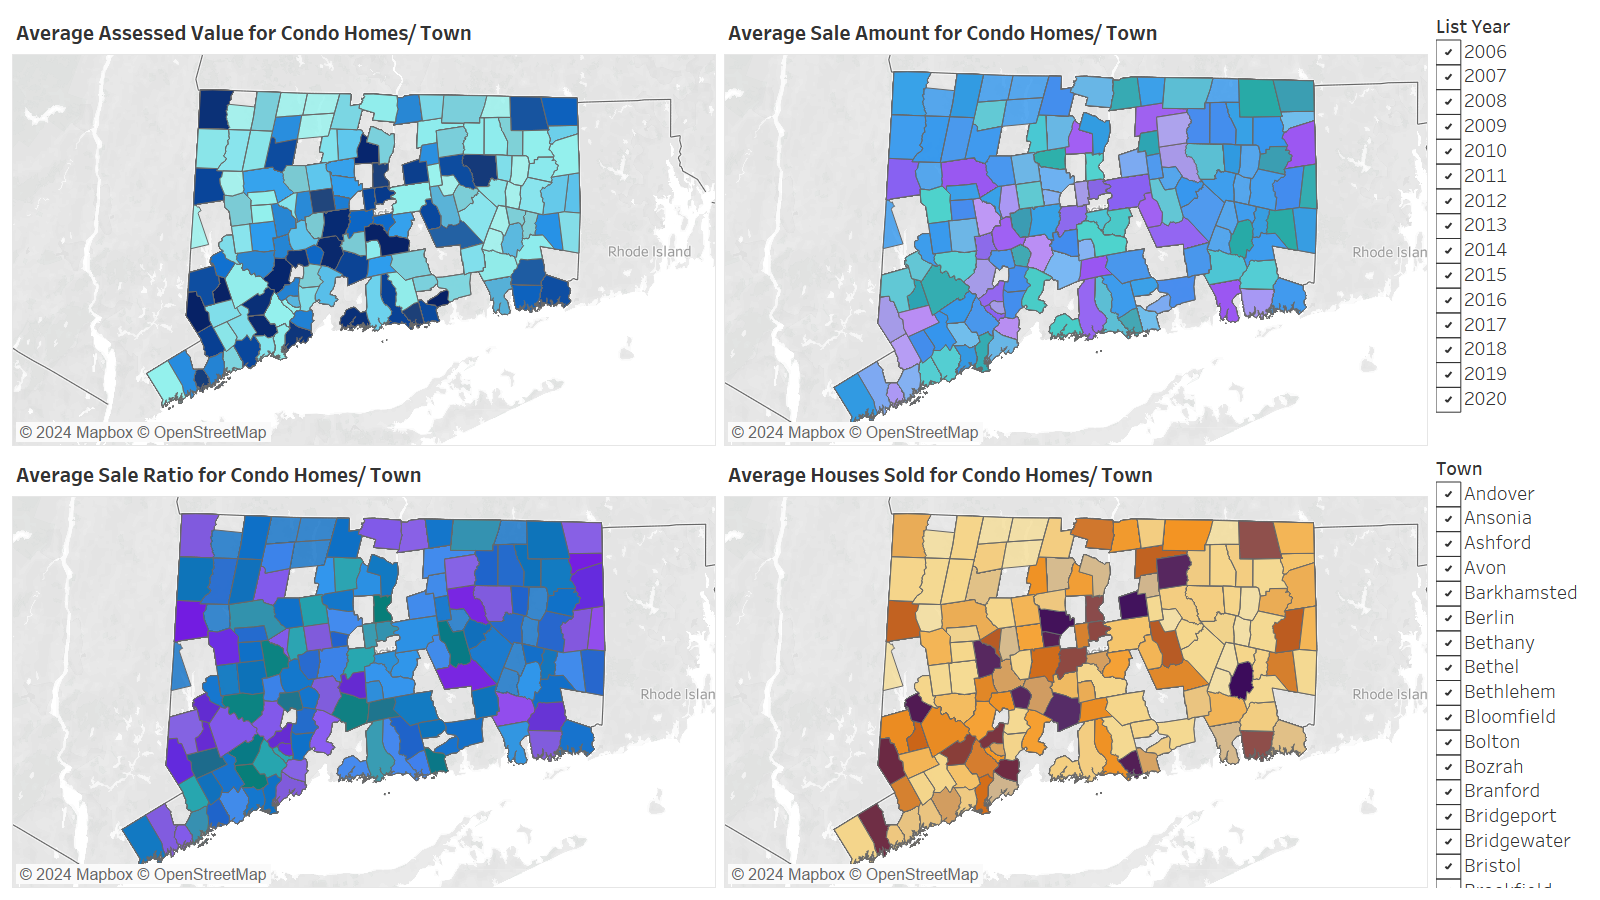 Average Assessed Value for Condo Homes/ Town
Rhode Island
© 2024 Mapbox © OpenStreetMap
Average Sale Amount for Condo Homes/ Town
Rhode Islan
© 2024 Mapbox © OpenStreetMap
List Year
2006
2007
2008
2009
2010
2011
2012
2013
2014
2015
2016
2017
2018
2019
2020
Average Sale Ratio for Condo Homes/ Town
Rhode Islan
© 2024 Mapbox © OpenStreetMap
Average Houses Sold for Condo Homes/ Town
Rhode Islan
© 2024 Mapbox © OpenStreetMap
Town
Andover
Ansonia
Ashford
Avon
Barkhamsted
Berlin
Bethany
Bethel
Bethlehem
Bloomfield
Bolton
Bozrah
Branford
Bridgeport
Bridgewater
Bristol